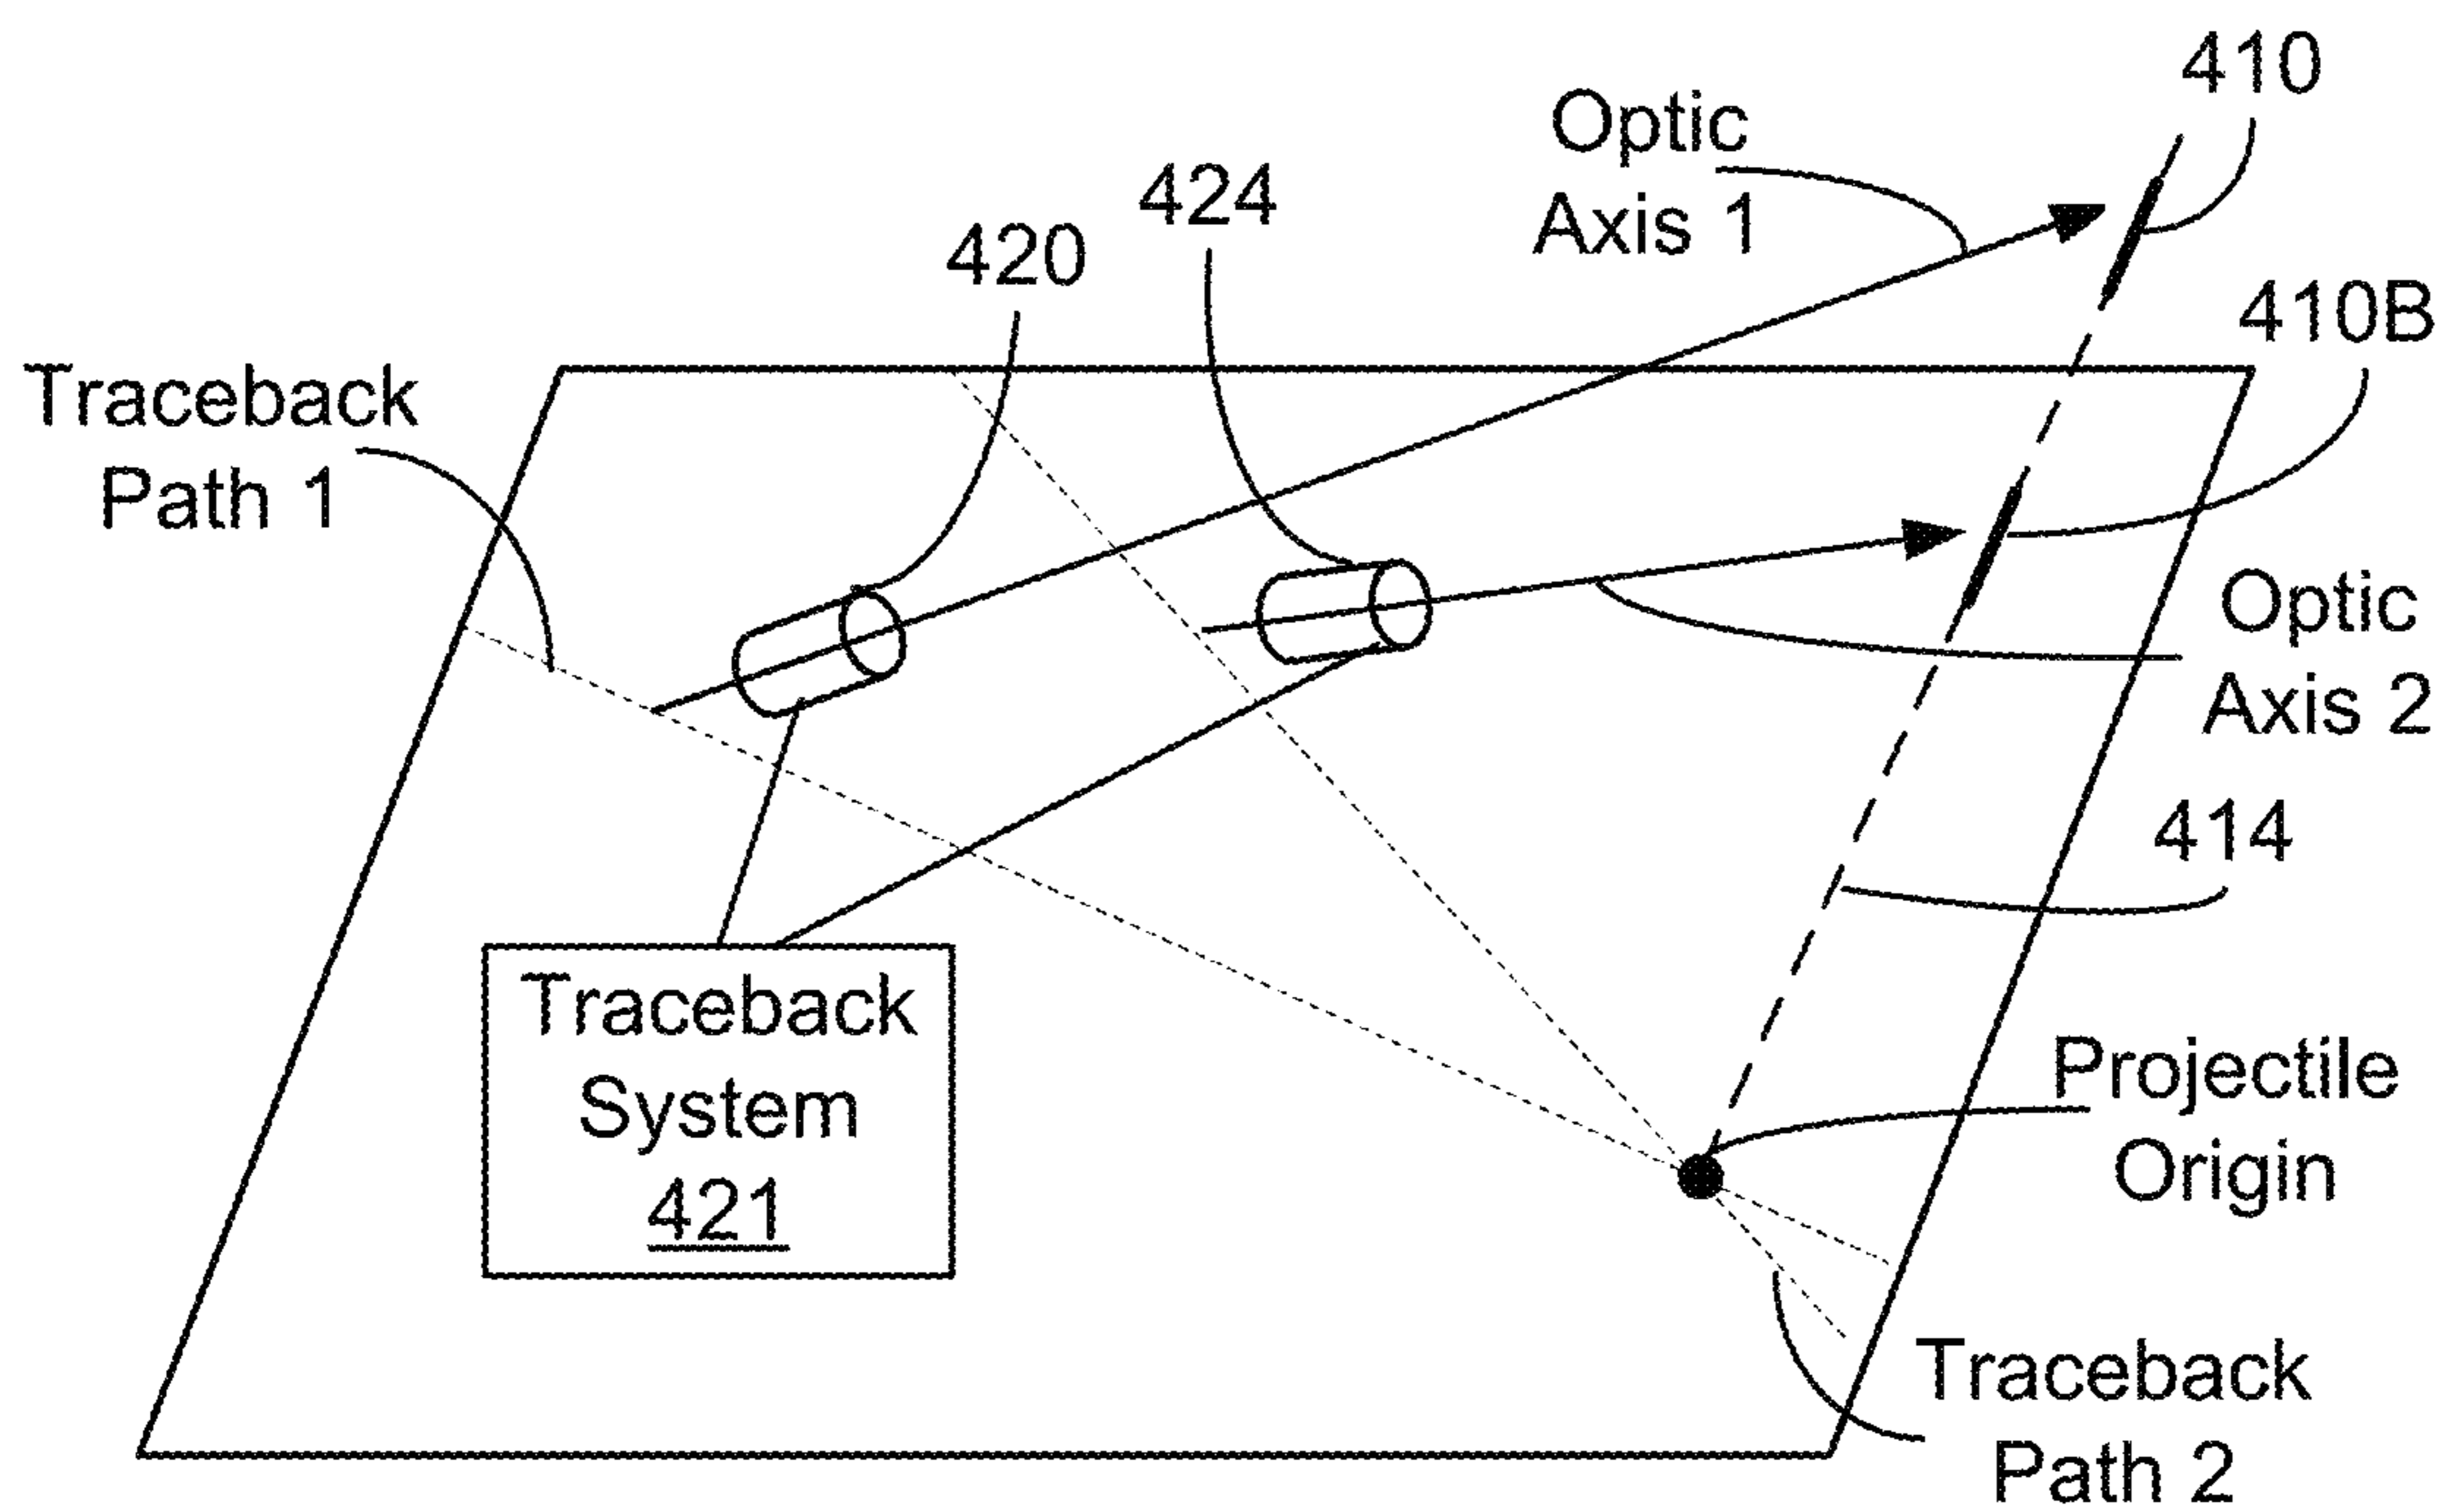 410
Optic
Axis 1
424
420
410B
Traceback
Path 1
Optic
Axis 2
414
Traceback
System
421
Projectile
Origin
Traceback
Path 2